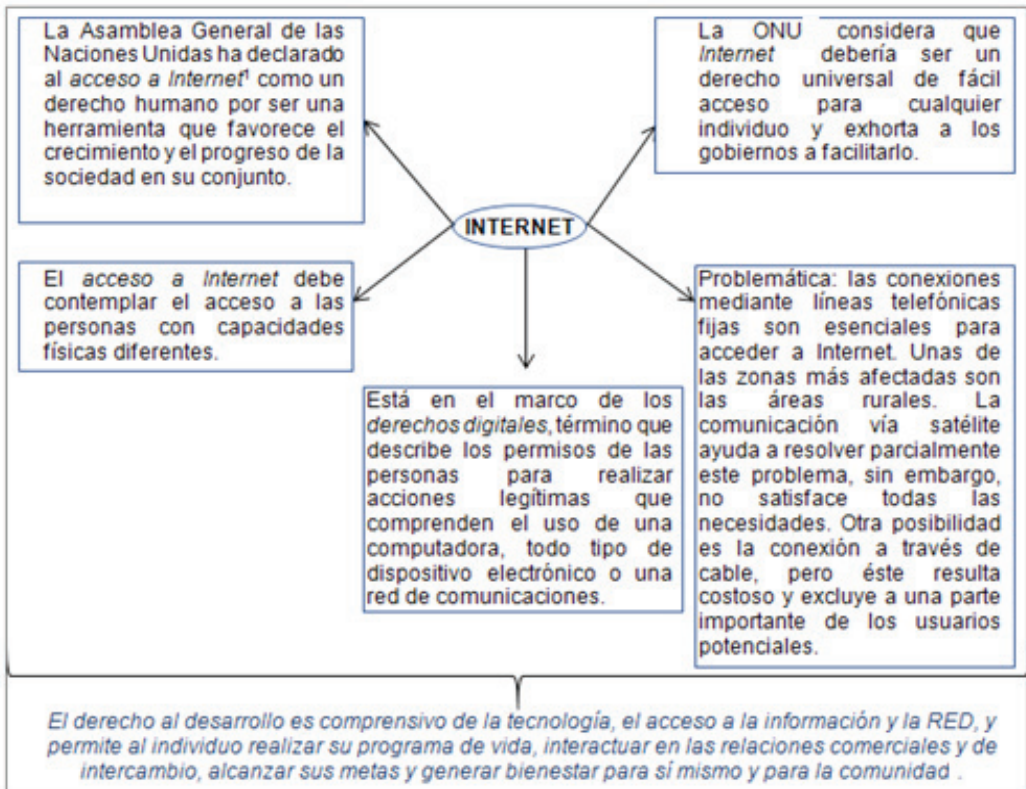 La Asamblea General de las
Naciones Unidas ha declarado
al acceso a Internet¹ como un
derecho humano por ser una
herramienta que favorece el
crecimiento y el progreso de la
sociedad en su conjunto.
La ONU considera que
Internet debería ser un
derecho universal de fácil
acceso para cualquier
individuo y exhorta a los
gobiernos a facilitarlo.
INTERNET
El acceso a Internet debe
contemplar el acceso a las
personas con capacidades
físicas diferentes.
Está en el marco de los
derechos digitales, término que
describe los permisos de las
personas para realizar
acciones legítimas que
comprenden el uso de una
computadora, todo tipo de
dispositivo electrónico o una
red de comunicaciones.
Problemática: las conexiones
mediante líneas telefónicas
fijas son esenciales para
acceder a Internet. Unas de
las zonas más afectadas son
las áreas rurales. La
comunicación vía satélite
ayuda a resolver parcialmente
este problema, sin embargo,
no satisface todas las
necesidades. Otra posibilidad
es la conexión a través de
cable, pero éste resulta
costoso y excluye a una parte
importante de los usuarios
potenciales.
El derecho al desarrollo es comprensivo de la tecnología, el acceso a la información y la RED, y
permite al individuo realizar su programa de vida, interactuar en las relaciones comerciales y de
intercambio, alcanzar sus metas y generar bienestar para sí mismo y para la comunidad .